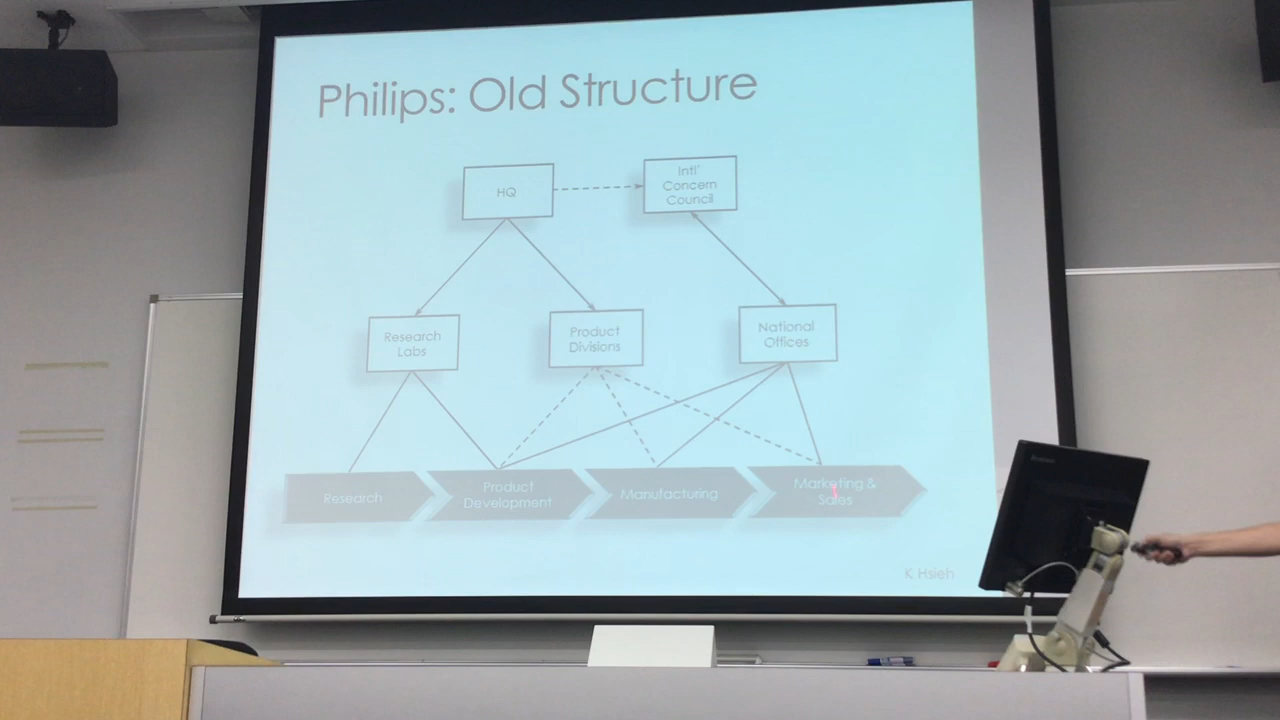 Philips: Old Structure
HQ
Intl'
Concern
Council
Research
Labs
Product
Divisions
National
Offices
Research
Product
Development
Manufacturing
Marketing &
Sales
K Hsieh